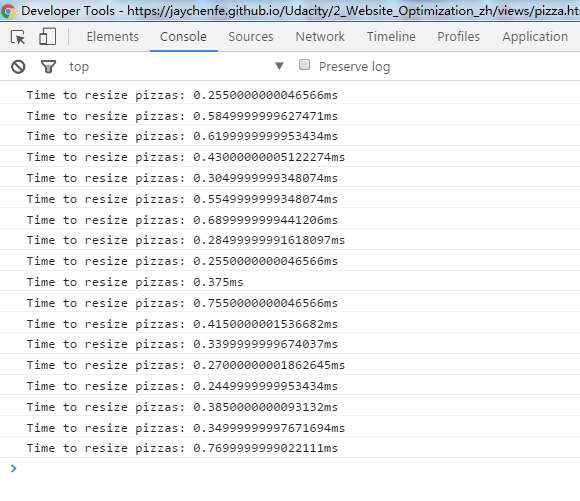 Developer Tools - https://jaychenfe.github.io/Udacity/2_Website_Optimization_zh/views/pizza.ht
Elements Console Sources Network Timeline Profiles Application
top Preserve log
Time to resize pizzas: 0.2550000000046566ms
Time to resize pizzas: 0.5849999999627471ms
Time to resize pizzas: 0.6199999999953434ms
Time to resize pizzas: 0.43000000005122274ms
Time to resize pizzas: 0.3049999999348074ms
Time to resize pizzas: 0.5549999999348074ms
Time to resize pizzas: 0.6899999999441206ms
Time to resize pizzas: 0.28499999991618097ms
Time to resize pizzas: 0.2550000000046566ms
Time to resize pizzas: 0.375ms
Time to resize pizzas: 0.7550000000046566ms
Time to resize pizzas: 0.4150000001536682ms
Time to resize pizzas: 0.3399999999674037ms
Time to resize pizzas: 0.27000000001862645ms
Time to resize pizzas: 0.2449999999953434ms
Time to resize pizzas: 0.3850000000093132ms
Time to resize pizzas: 0.34999999997671694ms
Time to resize pizzas: 0.7699999999022111ms